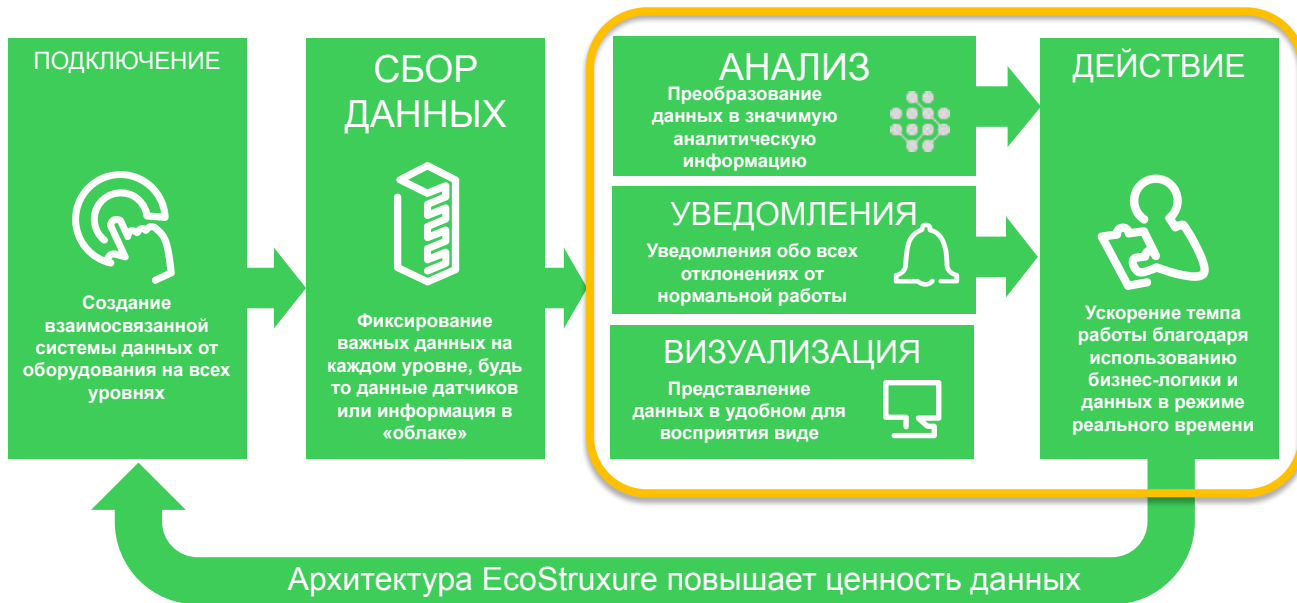 ПОДКЛЮЧЕНИЕ
Создание
взаимосвязанной
системы данных от
оборудования на всех
уровнях
СБОР
ДАННЫХ
Фиксирование
важных данных на
каждом уровне, будь
то данные датчиков
или информация в
«облаке»
АНАЛИЗ
Преобразование
данных в значимую
аналитическую
информацию
УВЕДОМЛЕНИЯ
Уведомления обо всех
отклонениях от
нормальной работы
ВИЗУАЛИЗАЦИЯ
Представление
данных в удобном для
восприятия виде
ДЕЙСТВИЕ
Ускорение темпа
работы благодаря
использованию
бизнес-логики и
данных в режиме
реального времени
Архитектура EcoStruxure повышает ценность данных